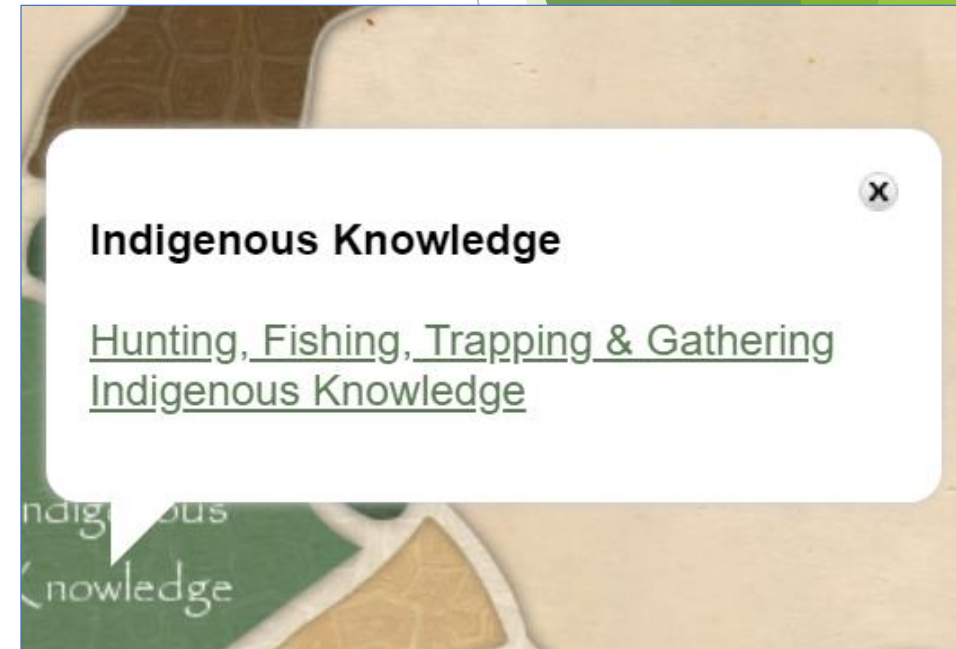 x
Indigenous Knowledge
Hunting, Fishing, Trapping & Gathering
Indigenous Knowledge
nowledge